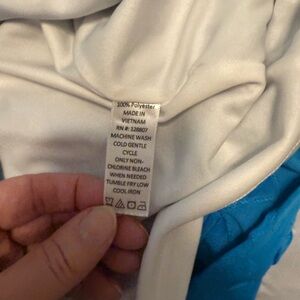 100% Polyester
MADE IN
VIETNAM
RN #: 128807
MACHINE WASH
COLD GENTLE
CYCLE
ONLY NON-
CHLORINE BLEACH
WHEN NEEDED
TUMBLE FRY LOW
COOL IRON